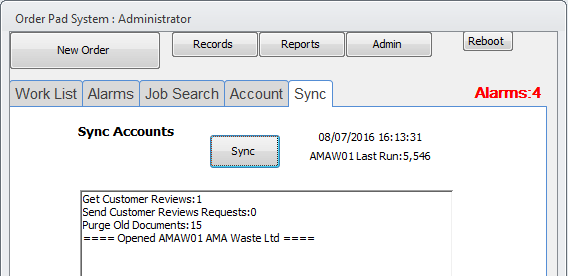 Order Pad System : Administrator
New Order Records Reports Admin Reboot
Work List Alarms Job Search Account Sync Alarms:4
Sync Accounts
Sync
08/07/2016 16:13:31
AMAW01 Last Run:5,546
Get Customer Reviews:1
Send Customer Reviews Requests:0
Purge Old Documents:15
==== Opened AMAW01 AMA Waste Ltd ====